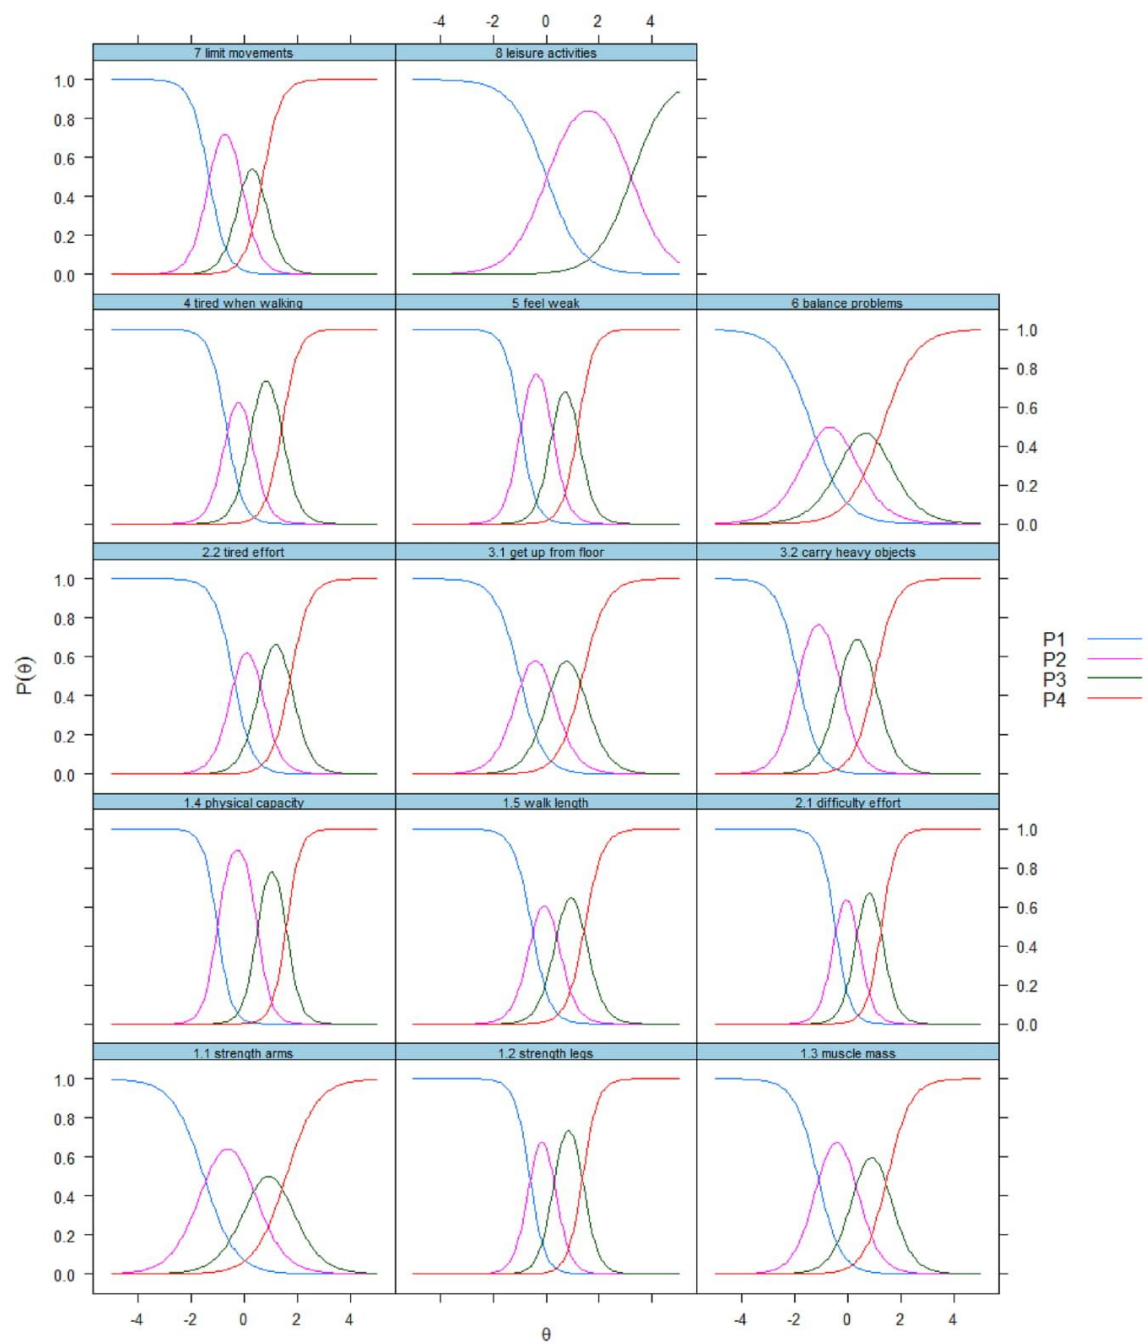 -4 -2 0 2 4
7 limit movements 8 leisure activities
1.0
0.8
0.6
0.4
0.2
0.0
4 tired when walking 5 feel weak 6 balance problems
1.0
0.8
0.6
0.4
0.2
0.0
2.2 tired effort 3.1 get up from floor 3.2 carry heavy objects
1.0
0.8
0.6
0.4
0.2
0.0
P(θ)
P1
P2
P3
P4
1.4 physical capacity 1.5 walk length 2.1 difficulty effort
1.0
0.8
0.6
0.4
0.2
0.0
1.1 strength arms 1.2 strength legs 1.3 muscle mass
1.0
0.8
0.6
0.4
0.2
0.0
-4 -2 0 2 4 -4 -2 0 2 4
θ